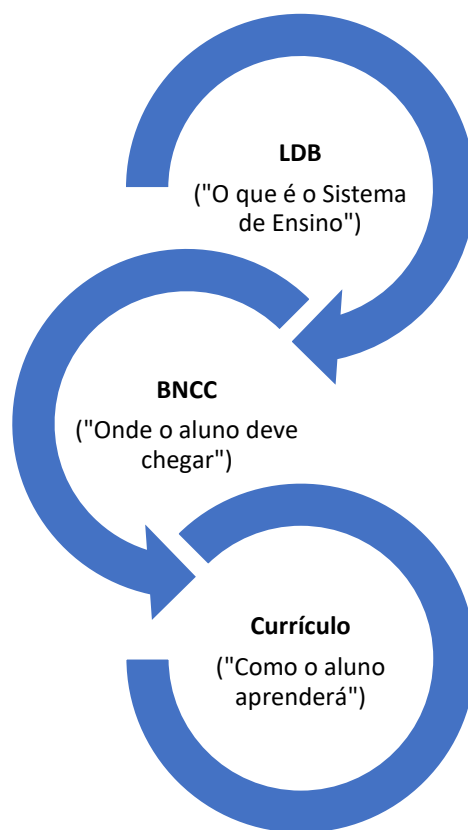 LDB
("O que é o Sistema
de Ensino")
BNCC
("Onde o aluno deve
chegar")
Currículo
("Como o aluno
aprenderá")